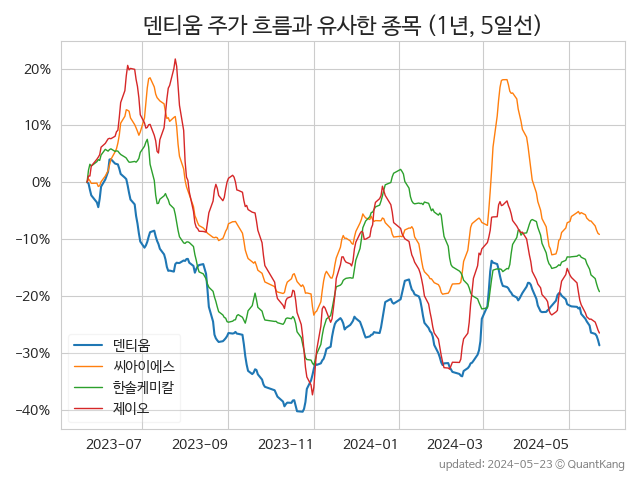 덴티움 주가 흐름과 유사한 종목 (1년, 5일선)
20%
10%
0%
−10%
−20%
−30%
−40%
덴티움
씨아이에스
한솔케미칼
제이오
2023-07 2023-09 2023-11 2024-01 2024-03 2024-05
updated: 2024-05-23 ⓒ QuantKang